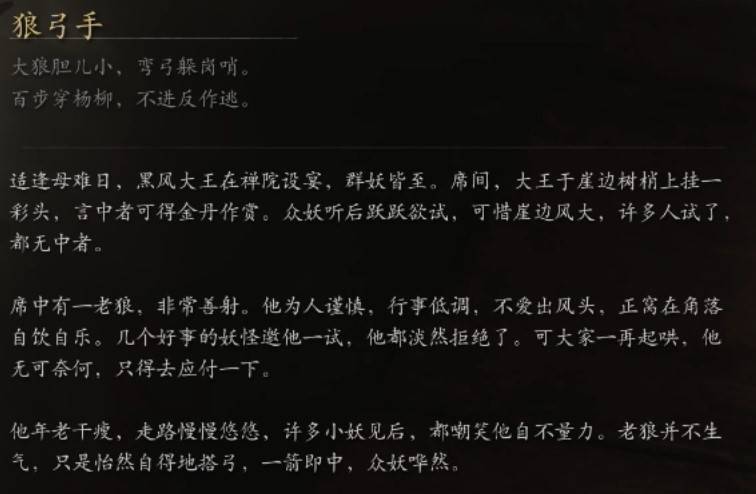 狼弓手
大狼胆儿小，弯弓躲岗哨。
百步穿杨柳，不进反作逃。
适逢母难日，黑风大王在禅院设宴，群妖皆至。席间，大王于崖边树梢上挂一
彩头，言中者可得金丹作赏。众妖听后跃跃欲试，可惜崖边风大，许多人试了，
都无中者。
席中有一老狼，非常善射。他为人谨慎，行事低调，不爱出风头，正窝在角落
自饮自乐。几个好事的妖怪邀他一试，他都淡然拒绝了。可大家一再起哄，他
无可奈何，只得去应付一下。
他年老干瘦，走路慢慢悠悠，许多小妖见后，都嘲笑他自不量力。老狼并不生
气，只是怡然自得地搭弓，一箭即中，众妖哗然。